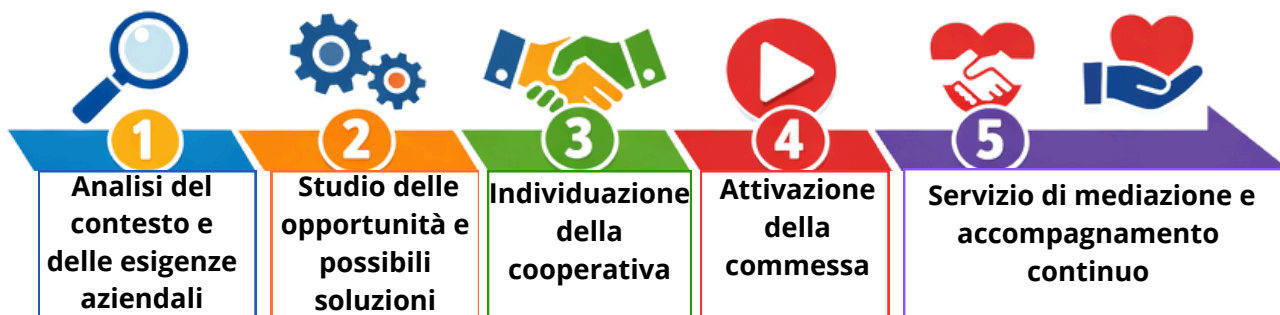 1
Analisi del
contesto e
delle esigenze
aziendali
2
Studio delle
opportunità e
possibili
soluzioni
3
Individuazione
della
cooperativa
4
Attivazione
della
commessa
5
Servizio di mediazione e
accompagnamento
continuo